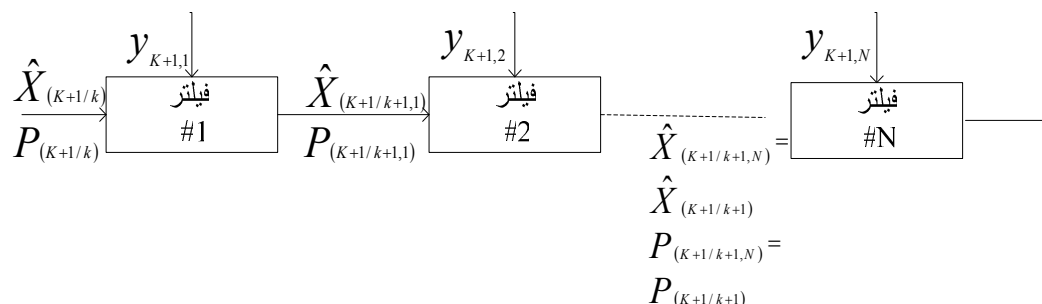 y_{K+1,1}
y_{K+1,2}
y_{K+1,N}
X̂_{(K+1/k)}
P_{(K+1/k)}
فیلتر
#1
X̂_{(K+1/k+1,1)}
P_{(K+1/k+1,1)}
فیلتر
#2
X̂_{(K+1/k+1,N)} =
X̂_{(K+1/k+1)}
P_{(K+1/k+1,N)} =
P_{(K+1/k+1)}
فیلتر
#N